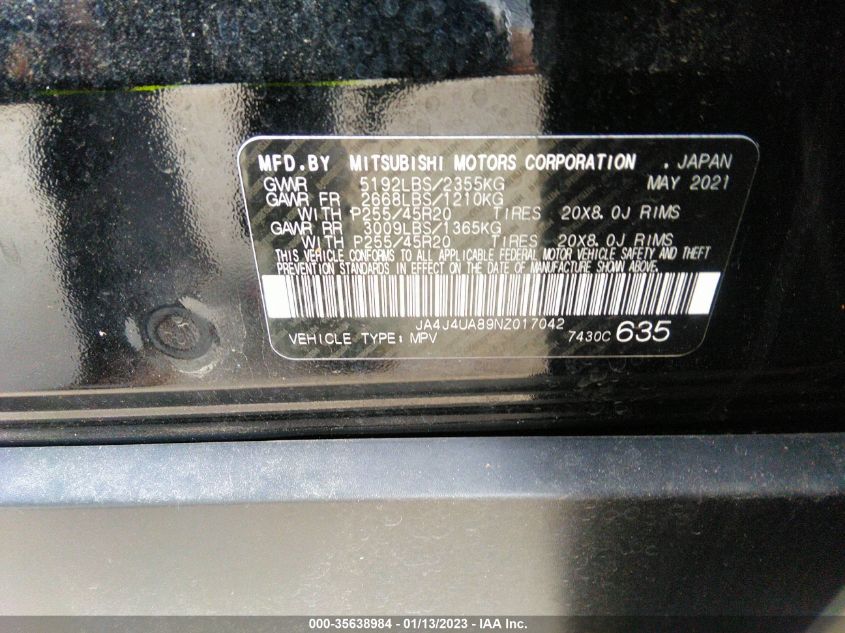 MFD.BY MITSUBISHI MOTORS CORPORATION . JAPAN
GVWR 5192LBS/2355KG MAY 2021
GAWR FR 2668LBS/1210KG
WITH P255/45R20 TIRES 20X8.0J RIMS
GAWR RR 3009LBS/1365KG
WITH P255/45R20 TIRES 20X8.0J RIMS
THIS VEHICLE CONFORMS TO ALL APPLICABLE FEDERAL MOTOR VEHICLE SAFETY AND THEFT
PREVENTION STANDARDS IN EFFECT ON THE DATE OF MANUFACTURE SHOWN ABOVE.
JA4J4UA89NZ017042
VEHICLE TYPE: MPV 7430C 635
000-35638984 - 01/13/2023 - IAA Inc.